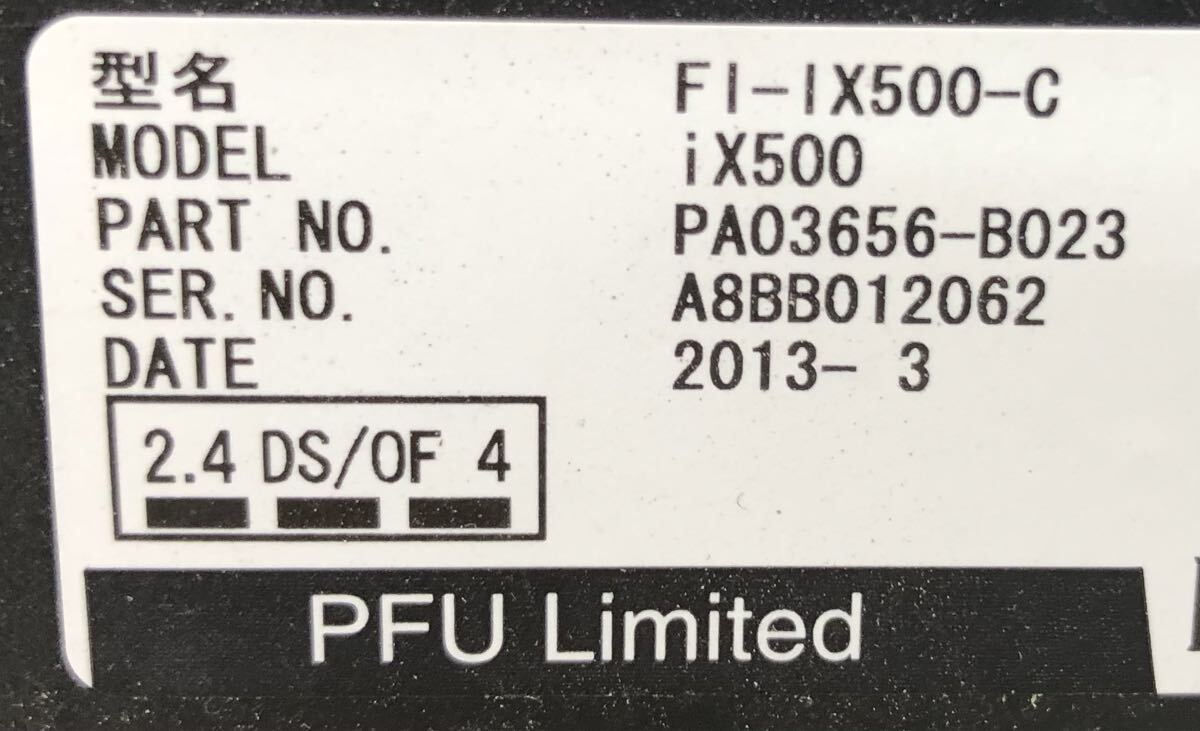 型名 FI-IX500-C
MODEL iX500
PART NO. PA03656-B023
SER. NO. A8BB012062
DATE 2013- 3
2.4 DS/OF 4
PFU Limited